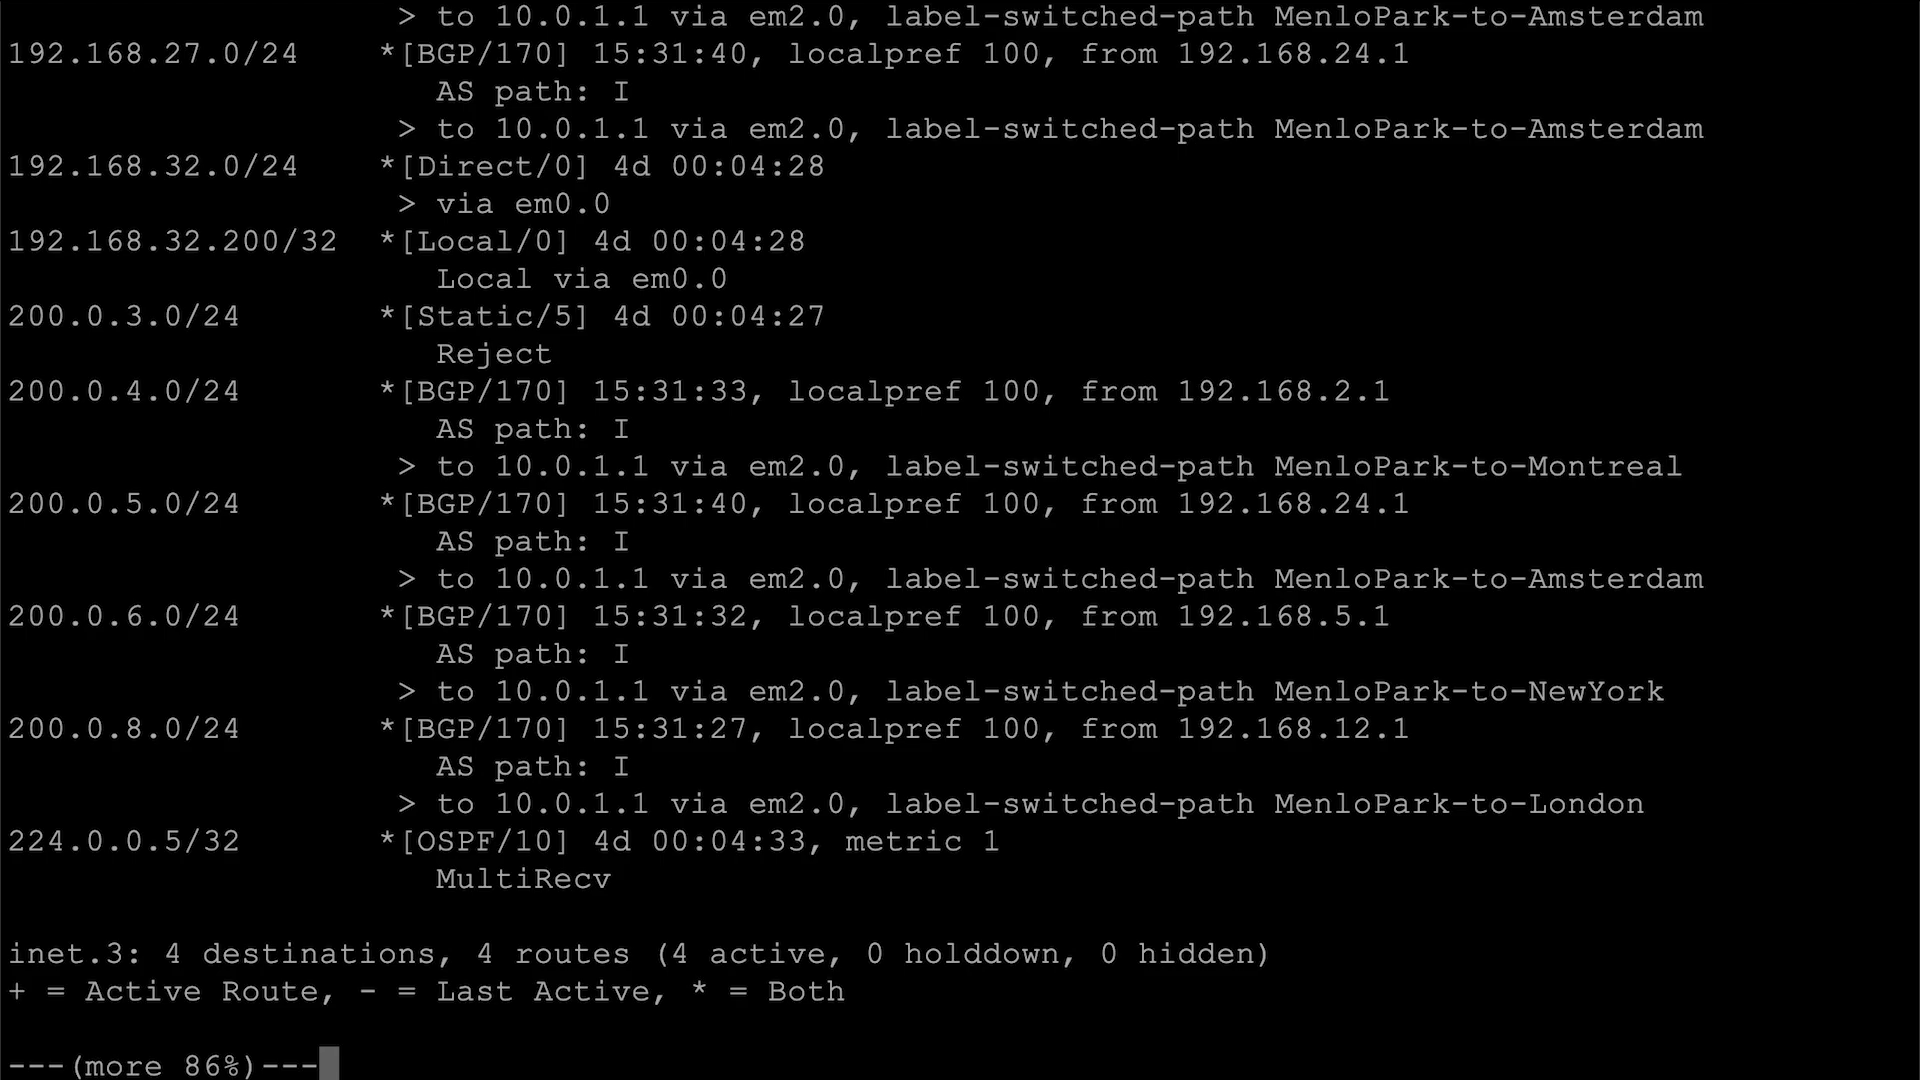 > to 10.0.1.1 via em2.0, label-switched-path MenloPark-to-Amsterdam
192.168.27.0/24 *[BGP/170] 15:31:40, localpref 100, from 192.168.24.1
AS path: I
> to 10.0.1.1 via em2.0, label-switched-path MenloPark-to-Amsterdam
192.168.32.0/24 *[Direct/0] 4d 00:04:28
> via em0.0
192.168.32.200/32 *[Local/0] 4d 00:04:28
Local via em0.0
200.0.3.0/24 *[Static/5] 4d 00:04:27
Reject
200.0.4.0/24 *[BGP/170] 15:31:33, localpref 100, from 192.168.2.1
AS path: I
> to 10.0.1.1 via em2.0, label-switched-path MenloPark-to-Montreal
200.0.5.0/24 *[BGP/170] 15:31:40, localpref 100, from 192.168.24.1
AS path: I
> to 10.0.1.1 via em2.0, label-switched-path MenloPark-to-Amsterdam
200.0.6.0/24 *[BGP/170] 15:31:32, localpref 100, from 192.168.5.1
AS path: I
> to 10.0.1.1 via em2.0, label-switched-path MenloPark-to-NewYork
200.0.8.0/24 *[BGP/170] 15:31:27, localpref 100, from 192.168.12.1
AS path: I
> to 10.0.1.1 via em2.0, label-switched-path MenloPark-to-London
224.0.0.5/32 *[OSPF/10] 4d 00:04:33, metric 1
MultiRecv
inet.3: 4 destinations, 4 routes (4 active, 0 holddown, 0 hidden)
+ = Active Route, - = Last Active, * = Both
---(more 86%)---